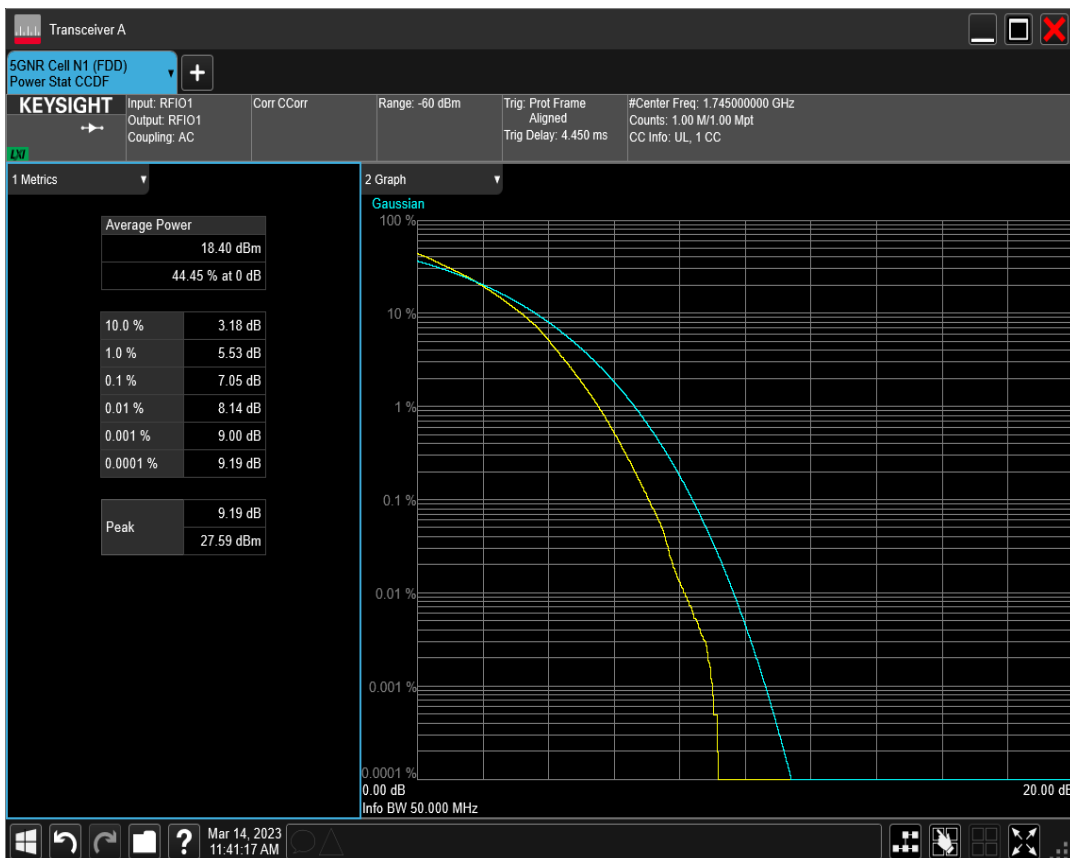 Transceiver A
5GNR Cell N1 (FDD)
Power Stat CCDF
+
KEYSIGHT
LXI
Input: RFIO1
Output: RFIO1
Coupling: AC
Corr CCorr
Range: -60 dBm
Trig: Prot Frame
Aligned
Trig Delay: 4.450 ms
#Center Freq: 1.745000000 GHz
Counts: 1.00 M/1.00 Mpt
CC Info: UL, 1 CC
1 Metrics
Average Power
18.40 dBm
44.45 % at 0 dB
10.0 % 3.18 dB
1.0 % 5.53 dB
0.1 % 7.05 dB
0.01 % 8.14 dB
0.001 % 9.00 dB
0.0001 % 9.19 dB
Peak
9.19 dB
27.59 dBm
2 Graph
Gaussian
100 %
10 %
1 %
0.1 %
0.01 %
0.001 %
0.0001 %
0.00 dB 20.00 dB
Info BW 50.000 MHz
?
Mar 14, 2023
11:41:17 AM